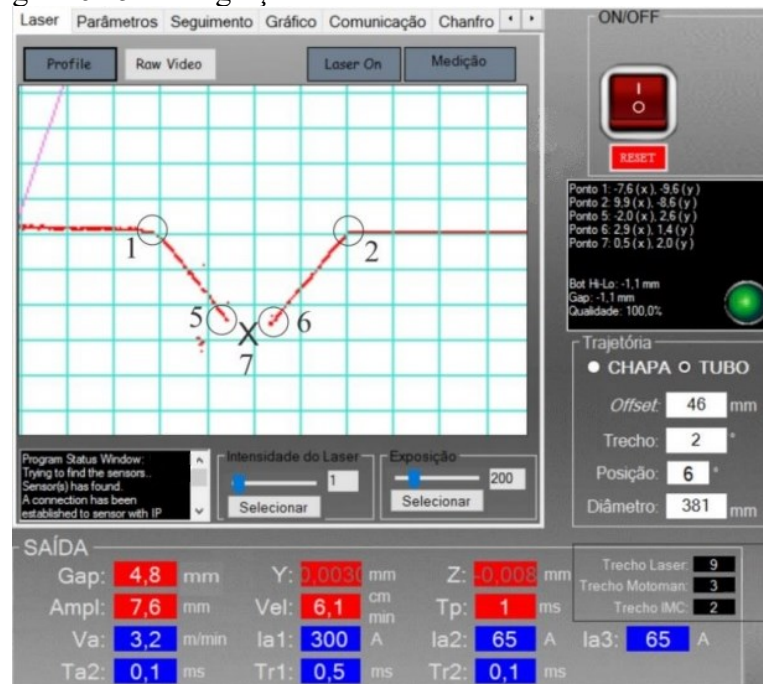 Laser Parâmetros Seguimento Gráfico Comunicação Chanfro
ON/OFF
Profile Raw Video Laser On Medição
I
O
RESET
1
2
5
6
X
7
Ponto 1: -7,6 (x), -9,6 (y)
Ponto 2: 9,9 (x), -8,6 (y)
Ponto 5: -2,0 (x), 2,6 (y)
Ponto 6: 2,9 (x), 1,4 (y)
Ponto 7: 0,5 (x), 2,0 (y)
Bot Hi-Lo: -1,1 mm
Gap: -1,1 mm
Qualidade: 100,0%
Trajetória
CHAPA TUBO
Offset: 46 mm
Trecho: 2 °
Posição: 6 °
Diâmetro: 381 mm
Program Status Window:
Trying to find the sensors..
Sensor(s) has found.
A connection has been
established to sensor with IP
Intensidade do Laser
1
Selecionar
Exposição
200
Selecionar
SAÍDA
Gap: 4,8 mm Y: 0,0030 mm Z: -0,008 mm
Trecho Laser: 9
Trecho Motoman: 3
Trecho IMC: 2
Ampl: 7,6 mm Vel: 6,1 cm min Tp: 1 ms
Va: 3,2 m/min Ia1: 300 A Ia2: 65 A Ia3: 65 A
Ta2: 0,1 ms Tr1: 0,5 ms Tr2: 0,1 ms